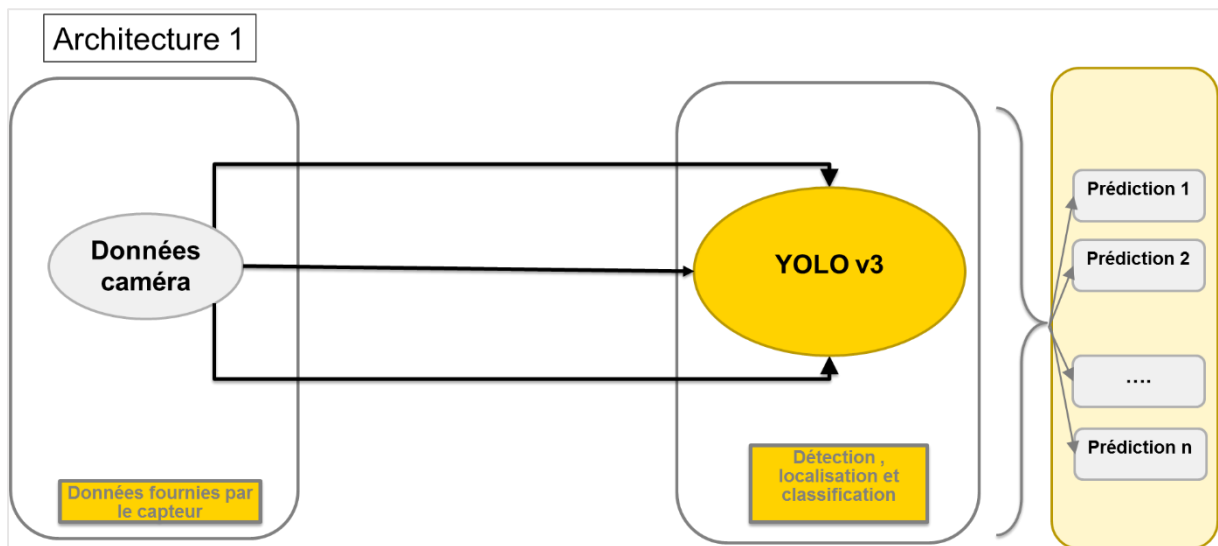 Architecture 1
Données
caméra
Données fournies par
le capteur
YOLO v3
Détection ,
localisation et
classification
Prédiction 1
Prédiction 2
....
Prédiction n